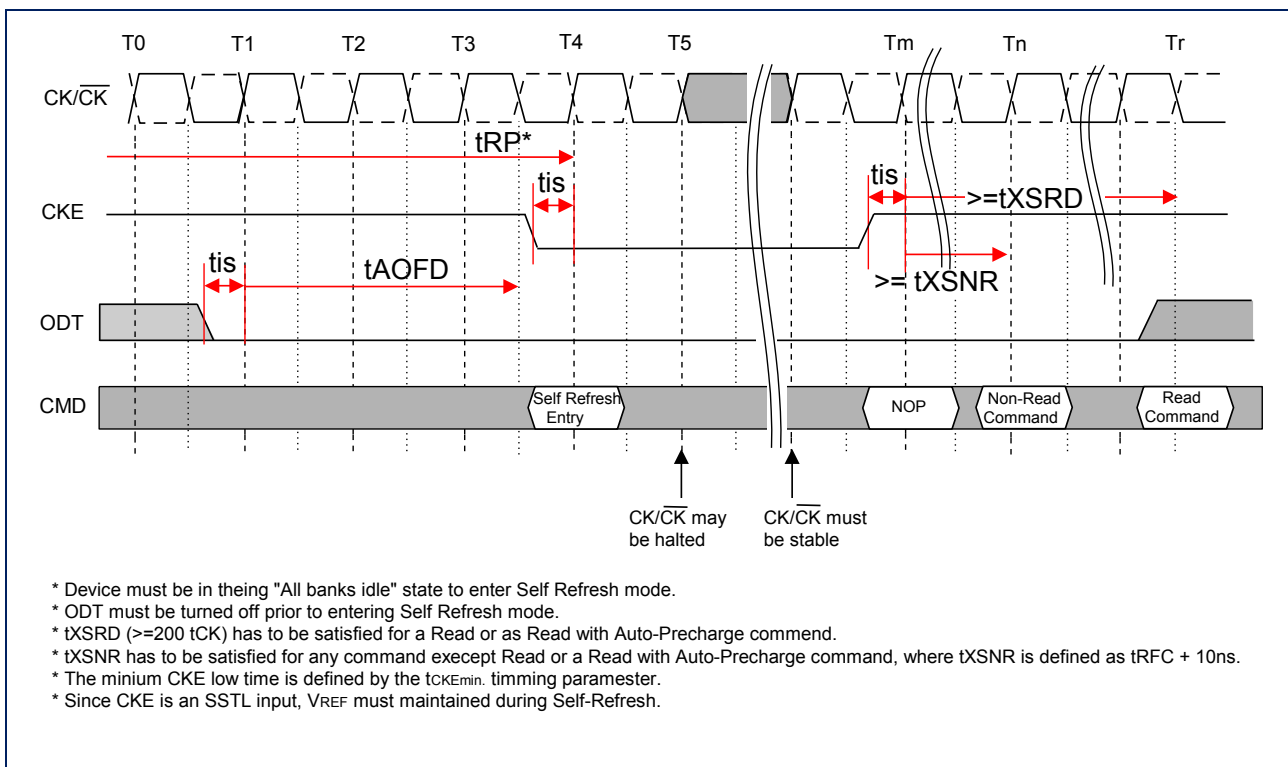 T0 T1 T2 T3 T4 T5 Tm Tn Tr
CK/CK
tRP*
tis
tis
CKE
>=tXSRD
tis
tAOFD
>= tXSNR
ODT
CMD
Self Refresh
Entry
NOP
Non-Read
Command
Read
Command
CK/CK may
be halted
CK/CK must
be stable
* Device must be in theing "All banks idle" state to enter Self Refresh mode.
* ODT must be turned off prior to entering Self Refresh mode.
* tXSRD (>=200 tCK) has to be satisfied for a Read or as Read with Auto-Precharge commend.
* tXSNR has to be satisfied for any command execept Read or a Read with Auto-Precharge command, where tXSNR is defined as tRFC + 10ns.
* The minium CKE low time is defined by the tCKEmin. timming paramester.
* Since CKE is an SSTL input, VREF must maintained during Self-Refresh.